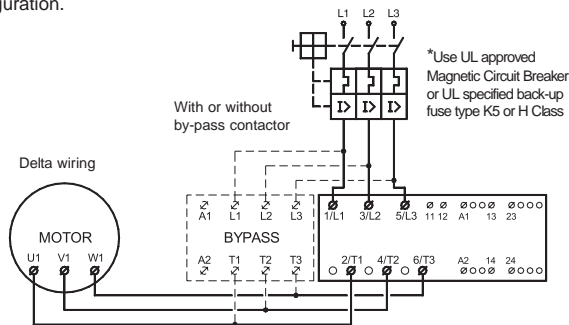 guration.
L1 L2 L3
*Use UL approved
Magnetic Circuit Breaker
or UL specified back-up
fuse type K5 or H Class
I> I> I>
With or without
by-pass contactor
Delta wiring
A1 L1 L2 L3
1/L1 3/L2 5/L3 11 12 A1 13 23
MOTOR
BYPASS
U1 V1 W1
A2 T1 T2 T3
2/T1 4/T2 6/T3 A2 14 24